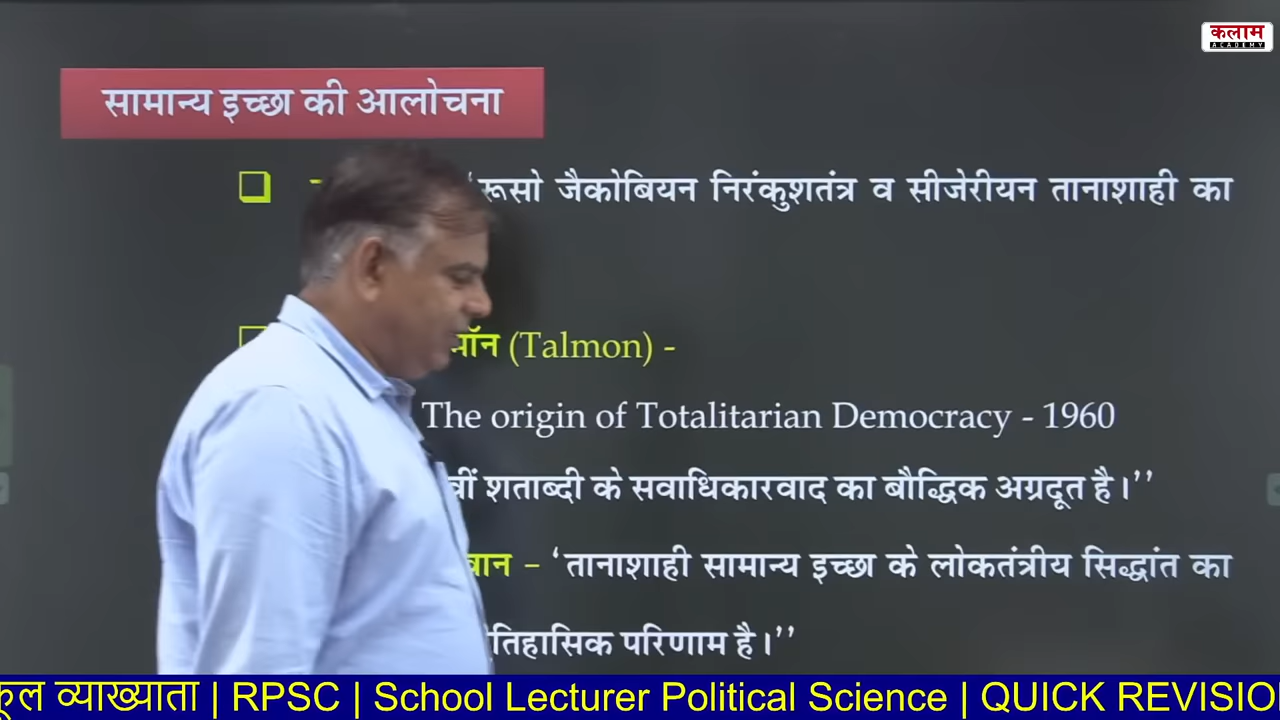 कलाम
ACADEMY
सामान्य इच्छा की आलोचना
‘रूसो जैकोबियन निरंकुशतंत्र व सीजेरीयन तानाशाही का
(Talmon) -
The origin of Totalitarian Democracy - 1960
शताब्दी के सवाधिकारवाद का बौद्धिक अग्रदूत है।’’
– ‘तानाशाही सामान्य इच्छा के लोकतंत्रीय सिद्धांत का
परिणाम है।’’
व्याख्याता | RPSC | School Lecturer Political Science | QUICK REVISIO